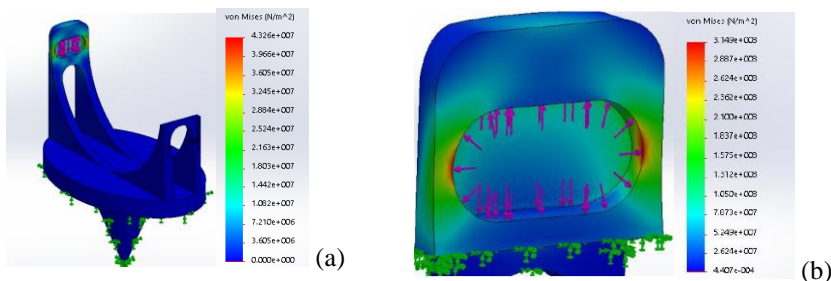 von Mises (N/m^2)
4.326e+007
3.966e+007
3.605e+007
3.245e+007
2.884e+007
2.524e+007
2.163e+007
1.803e+007
1.442e+007
1.082e+007
7.210e+006
3.605e+006
0.000e+000
(a)
von Mises (N/m^2)
3.149e+008
2.887e+008
2.624e+008
2.362e+008
2.100e+008
1.837e+008
1.575e+008
1.312e+008
1.050e+008
7.873e+007
5.249e+007
2.624e+007
4.407e-004
(b)